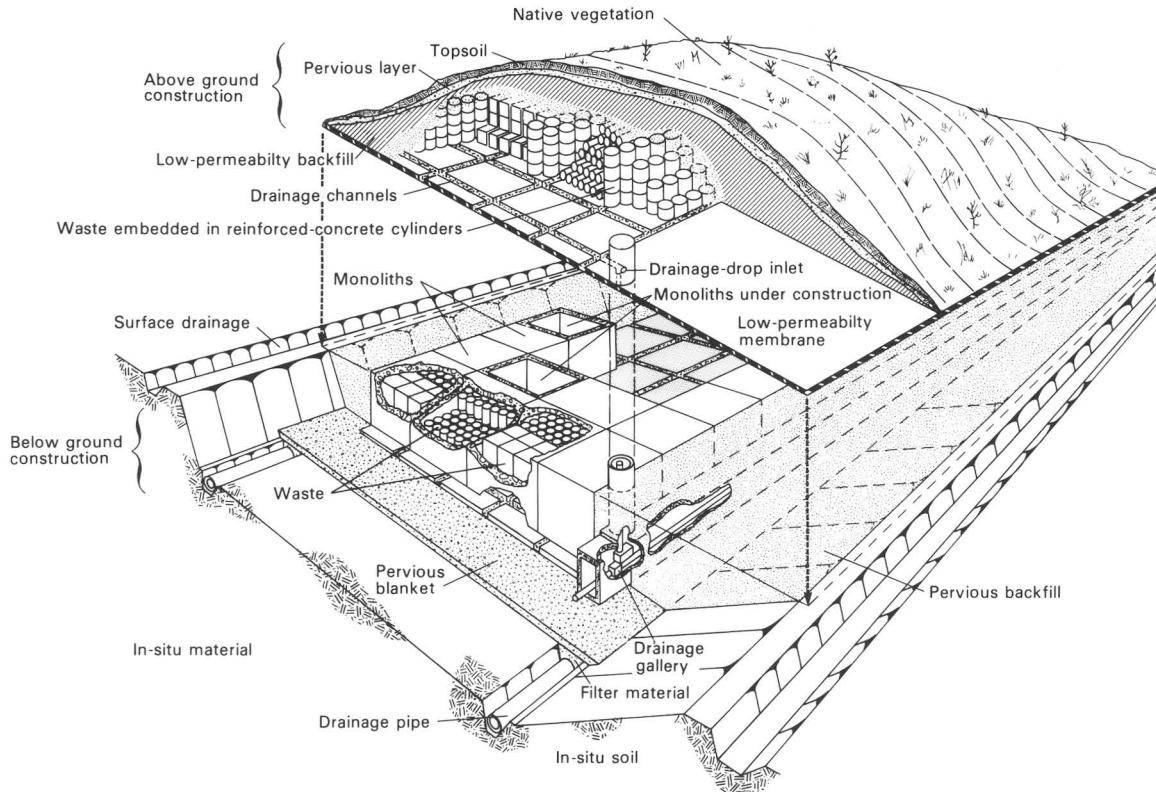 Native vegetation
Topsoil
Pervious layer
Above ground
construction
Low-permeabilty backfill
Drainage channels
Waste embedded in reinforced-concrete cylinders
Drainage-drop inlet
Monoliths
Monoliths under construction
Surface drainage
Low-permeabilty
membrane
Below ground
construction
Waste
Pervious
blanket
Pervious backfill
In-situ material
Drainage
gallery
Filter material
Drainage pipe
In-situ soil